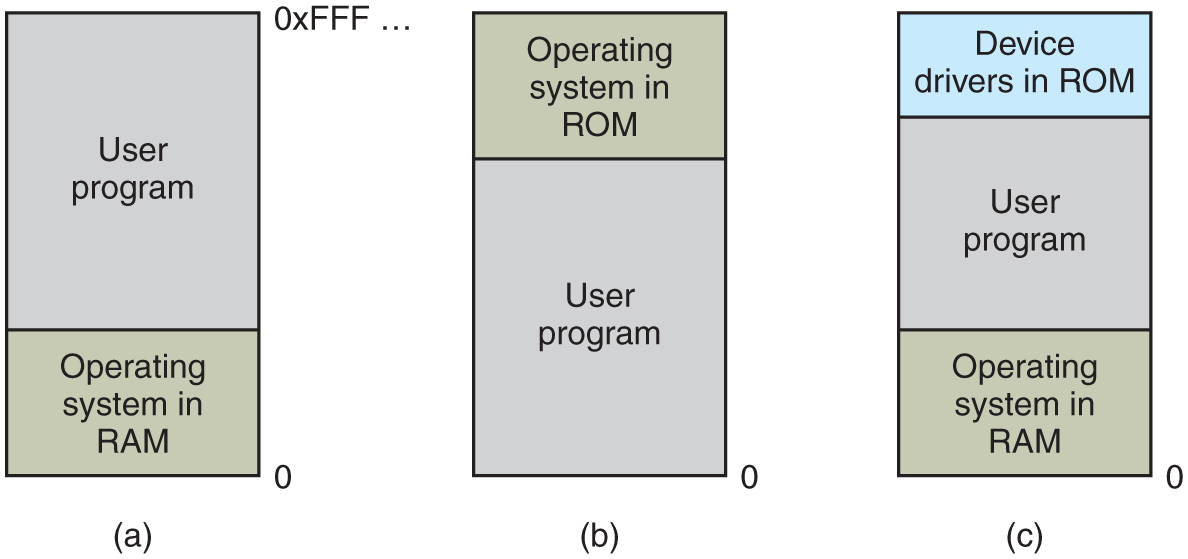 0xFFF ...
User
program
Operating
system in
RAM
0
(a)
Operating
system in
ROM
User
program
0
(b)
Device
drivers in ROM
User
program
Operating
system in
RAM
0
(c)